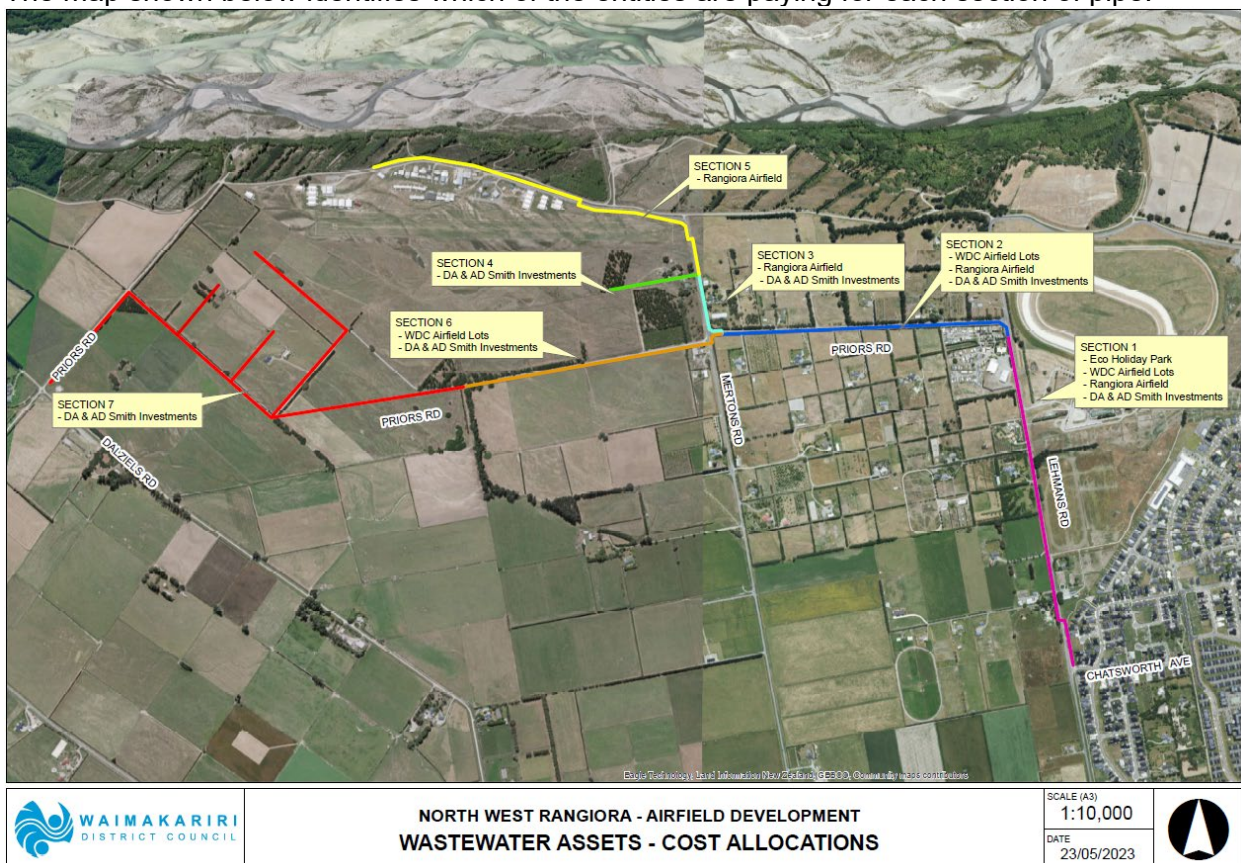 The map shown below identifies which of the entities are paying for each section of pipe.
SECTION 5
- Rangiora Airfield
SECTION 4
- DA & AD Smith Investments
SECTION 3
- Rangiora Airfield
- DA & AD Smith Investments
SECTION 2
- WDC Airfield Lots
- Rangiora Airfield
- DA & AD Smith Investments
SECTION 6
- WDC Airfield Lots
- DA & AD Smith Investments
SECTION 1
- Eco Holiday Park
- WDC Airfield Lots
- Rangiora Airfield
- DA & AD Smith Investments
SECTION 7
- DA & AD Smith Investments
PRIORS RD
PRIORS RD
PRIORS RD
DALZIELS RD
MERTONS RD
LEHMANS RD
CHATSWORTH AVE
Eagle Technology, Land Information New Zealand, GEBCO, Community maps contributors
WAIMAKARIRI
DISTRICT COUNCIL
NORTH WEST RANGIORA - AIRFIELD DEVELOPMENT
WASTEWATER ASSETS - COST ALLOCATIONS
SCALE (A3)
1:10,000
DATE
23/05/2023